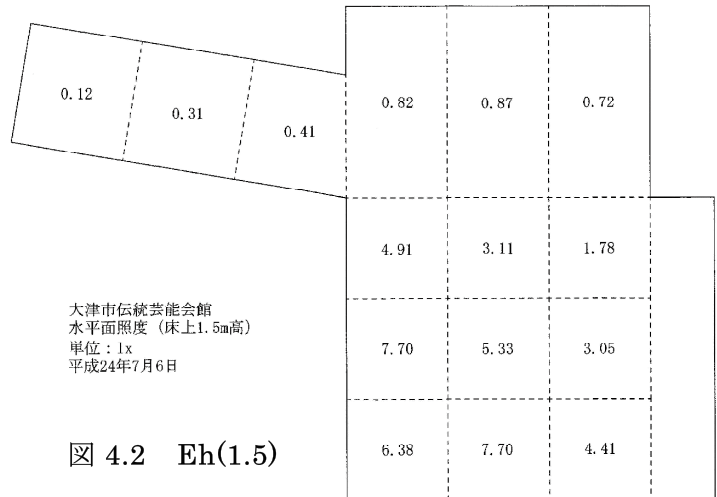 0.12
0.31
0.41
0.82 0.87 0.72
4.91 3.11 1.78
7.70 5.33 3.05
6.38 7.70 4.41
大津市伝統芸能会館
水平面照度（床上1.5m高）
単位：lx
平成24年7月6日
図 4.2 Eh(1.5)